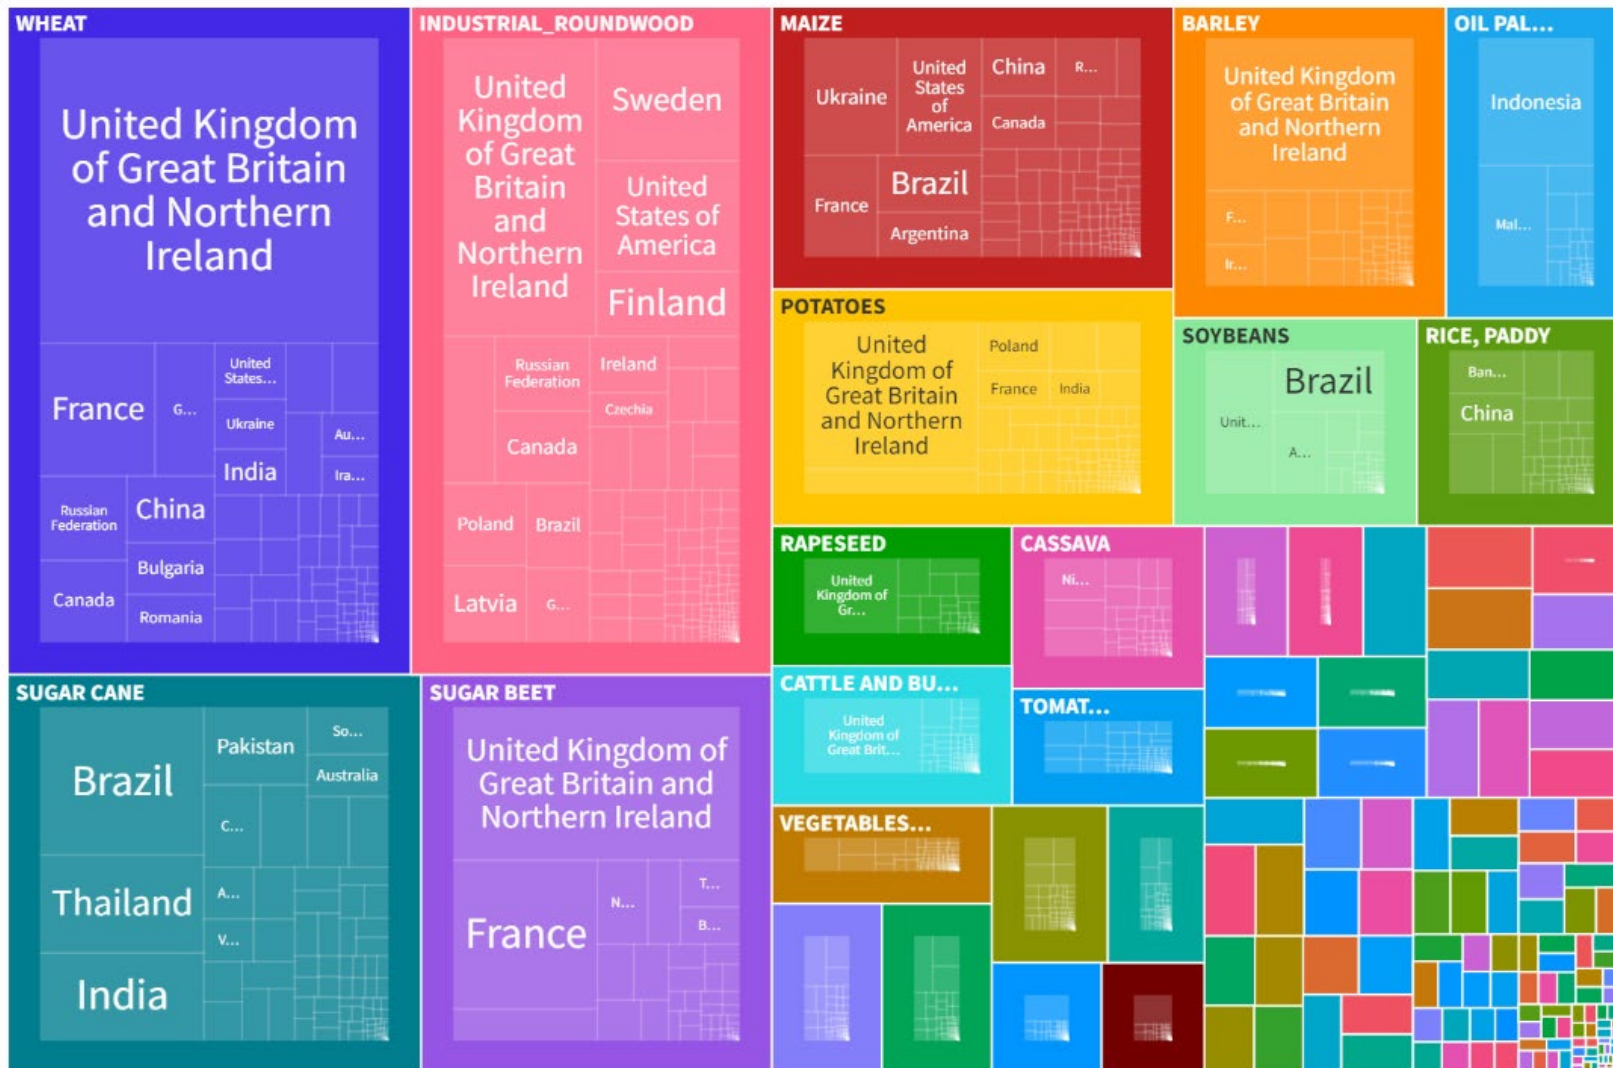 WHEAT
United Kingdom
of Great Britain
and Northern
Ireland
France
G...
United
States...
Ukraine
India
Au...
Ira...
Russian
Federation
China
Canada
Bulgaria
Romania
INDUSTRIAL_ROUNDWOOD
United
Kingdom
of Great
Britain
and
Northern
Ireland
Sweden
United
States of
America
Finland
Russian
Federation
Ireland
Czechia
Canada
Poland
Brazil
Latvia
G...
MAIZE
Ukraine
United
States
of
America
China
R...
Canada
France
Brazil
Argentina
BARLEY
United Kingdom
of Great Britain
and Northern
Ireland
F...
Ir...
OIL PAL...
Indonesia
Mal...
POTATOES
United
Kingdom of
Great Britain
and Northern
Ireland
Poland
France
India
SOYBEANS
Unit...
Brazil
A...
RICE, PADDY
Ban...
China
RAPESEED
United
Kingdom of
Gr...
CASSAVA
Ni...
CATTLE AND BU...
United
Kingdom of
Great Brit...
TOMAT...
VEGETABLES...
SUGAR CANE
Brazil
Thailand
India
Pakistan
So...
Australia
C...
A...
V...
SUGAR BEET
United Kingdom of
Great Britain and
Northern Ireland
France
N...
T...
B...